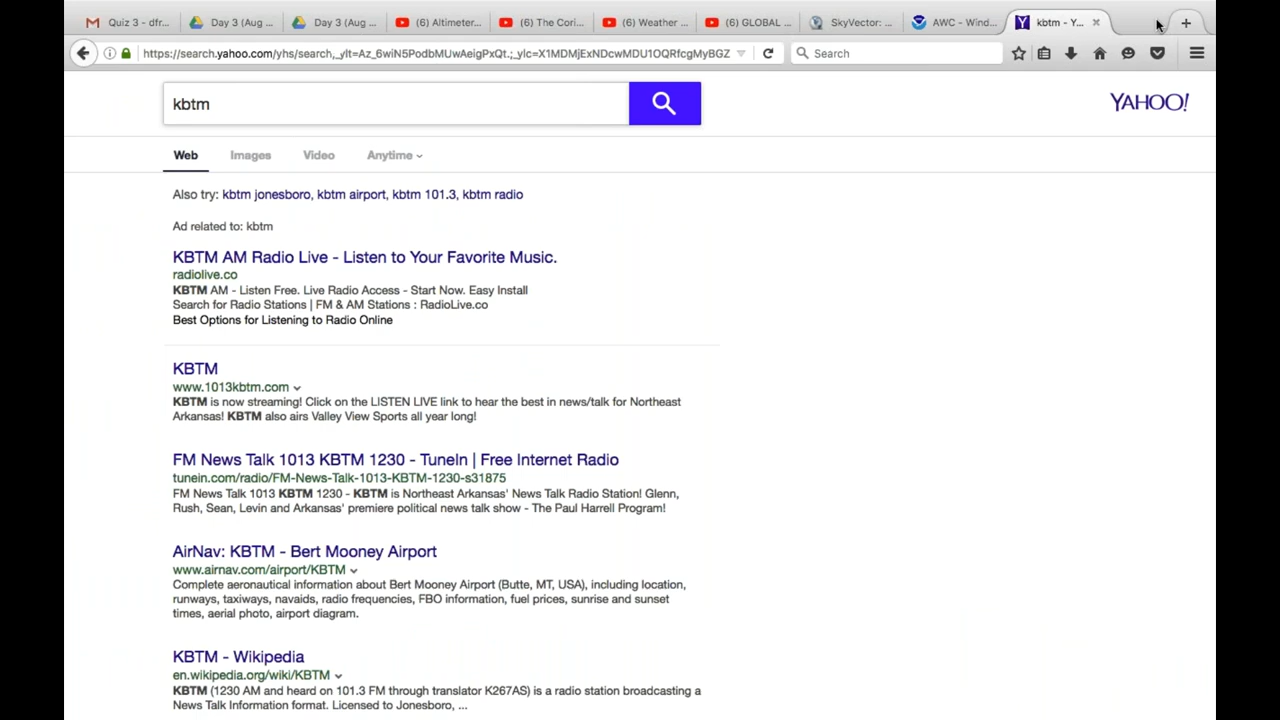 Quiz 3 - dfr...
Day 3 (Aug ...
Day 3 (Aug ...
(6) Altimeter...
(6) The Cori...
(6) Weather ...
(6) GLOBAL ...
SkyVector: ...
AWC - Wind...
kbtm - Y...
https://search.yahoo.com/yhs/search,_ylt=Az_6wiN5PodbMUwAeigPxQt.;_ylc=X1MDMjExNDcwMDU1OQRfcgMyBGZ
Search
kbtm
YAHOO!
Web Images Video Anytime
Also try: kbtm jonesboro, kbtm airport, kbtm 101.3, kbtm radio
Ad related to: kbtm
KBTM AM Radio Live - Listen to Your Favorite Music.
radiolive.co
KBTM AM - Listen Free. Live Radio Access - Start Now. Easy Install
Search for Radio Stations | FM & AM Stations : RadioLive.co
Best Options for Listening to Radio Online
KBTM
www.1013kbtm.com
KBTM is now streaming! Click on the LISTEN LIVE link to hear the best in news/talk for Northeast
Arkansas! KBTM also airs Valley View Sports all year long!
FM News Talk 1013 KBTM 1230 - TuneIn | Free Internet Radio
tunein.com/radio/FM-News-Talk-1013-KBTM-1230-s31875
FM News Talk 1013 KBTM 1230 - KBTM is Northeast Arkansas' News Talk Radio Station! Glenn,
Rush, Sean, Levin and Arkansas' premiere political news talk show - The Paul Harrell Program!
AirNav: KBTM - Bert Mooney Airport
www.airnav.com/airport/KBTM
Complete aeronautical information about Bert Mooney Airport (Butte, MT, USA), including location,
runways, taxiways, navaids, radio frequencies, FBO information, fuel prices, sunrise and sunset
times, aerial photo, airport diagram.
KBTM - Wikipedia
en.wikipedia.org/wiki/KBTM
KBTM (1230 AM and heard on 101.3 FM through translator K267AS) is a radio station broadcasting a
News Talk Information format. Licensed to Jonesboro, ...